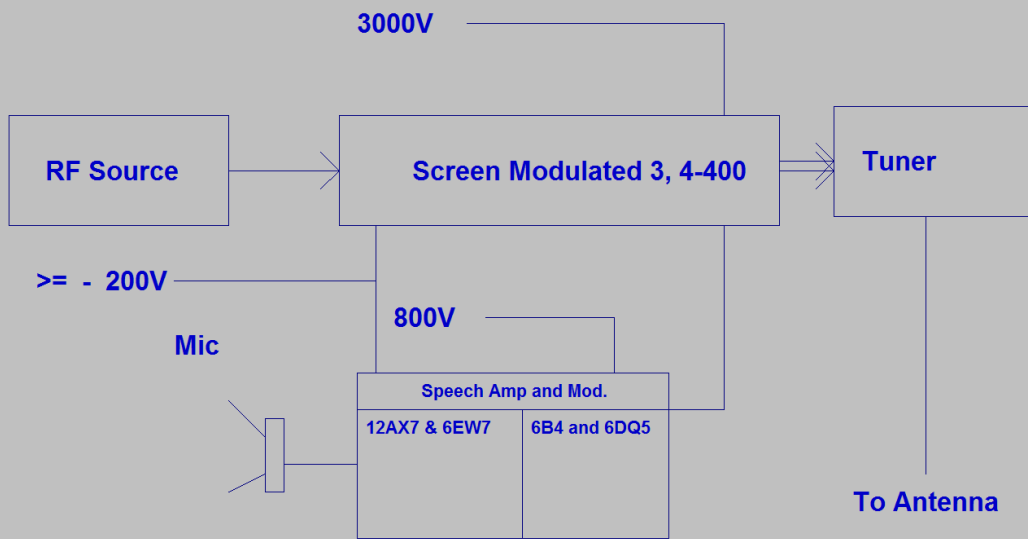 3000V
RF Source
Screen Modulated 3, 4-400
Tuner
>= - 200V
800V
Mic
Speech Amp and Mod.
12AX7 & 6EW7
6B4 and 6DQ5
To Antenna